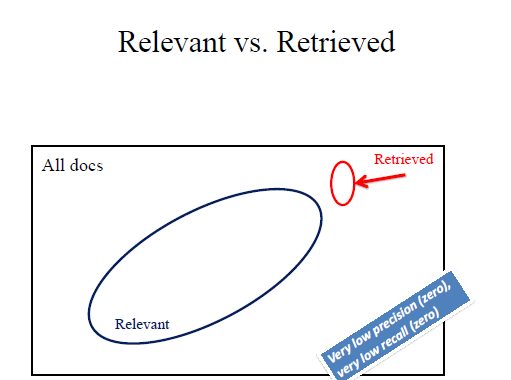 Relevant vs. Retrieved
All docs
Retrieved
Relevant
Very low precision (zero),
very low recall (zero)